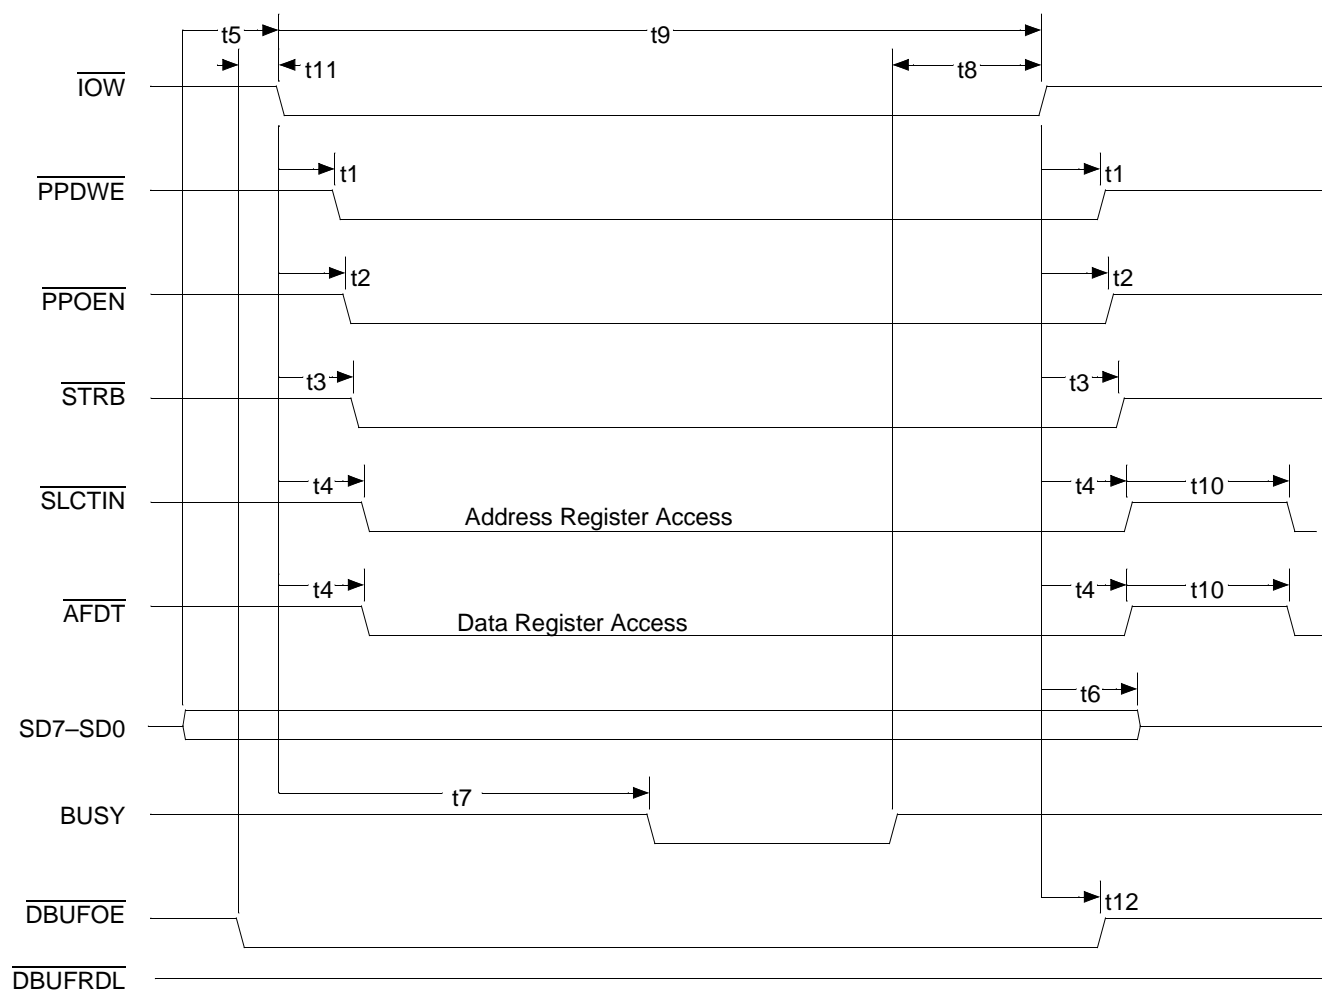 t5
t9
t11
t8
IOW
t1
t1
PPDWE
t2
t2
PPOEN
t3
t3
STRB
t4
t4
t10
SLCTIN
Address Register Access
t4
t4
t10
AFDT
Data Register Access
t6
SD7–SD0
t7
BUSY
t12
DBUFOE
DBUFRDL